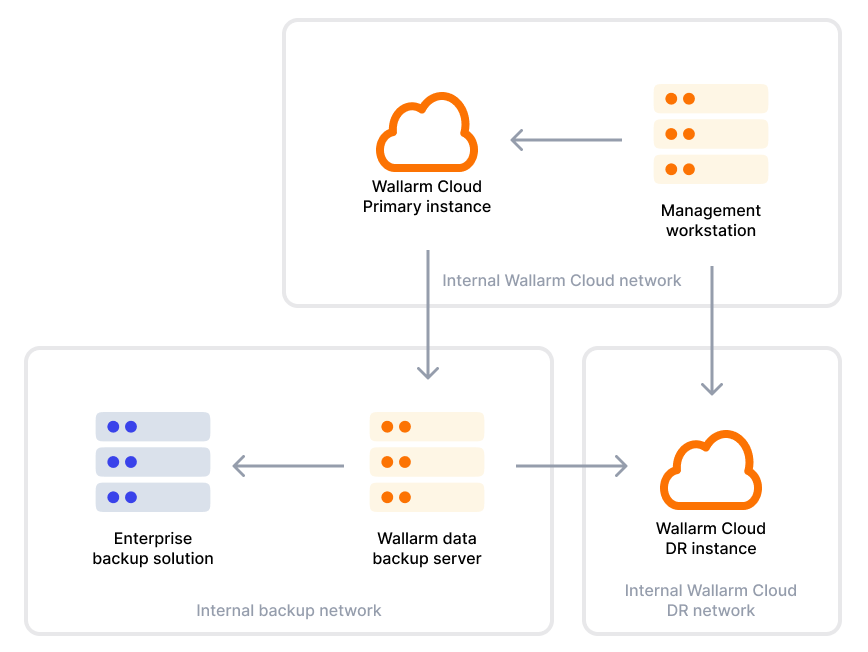 Wallarm Cloud
Primary instance
Management
workstation
Internal Wallarm Cloud network
Enterprise
backup solution
Wallarm data
backup server
Internal backup network
Wallarm Cloud
DR instance
Internal Wallarm Cloud
DR network